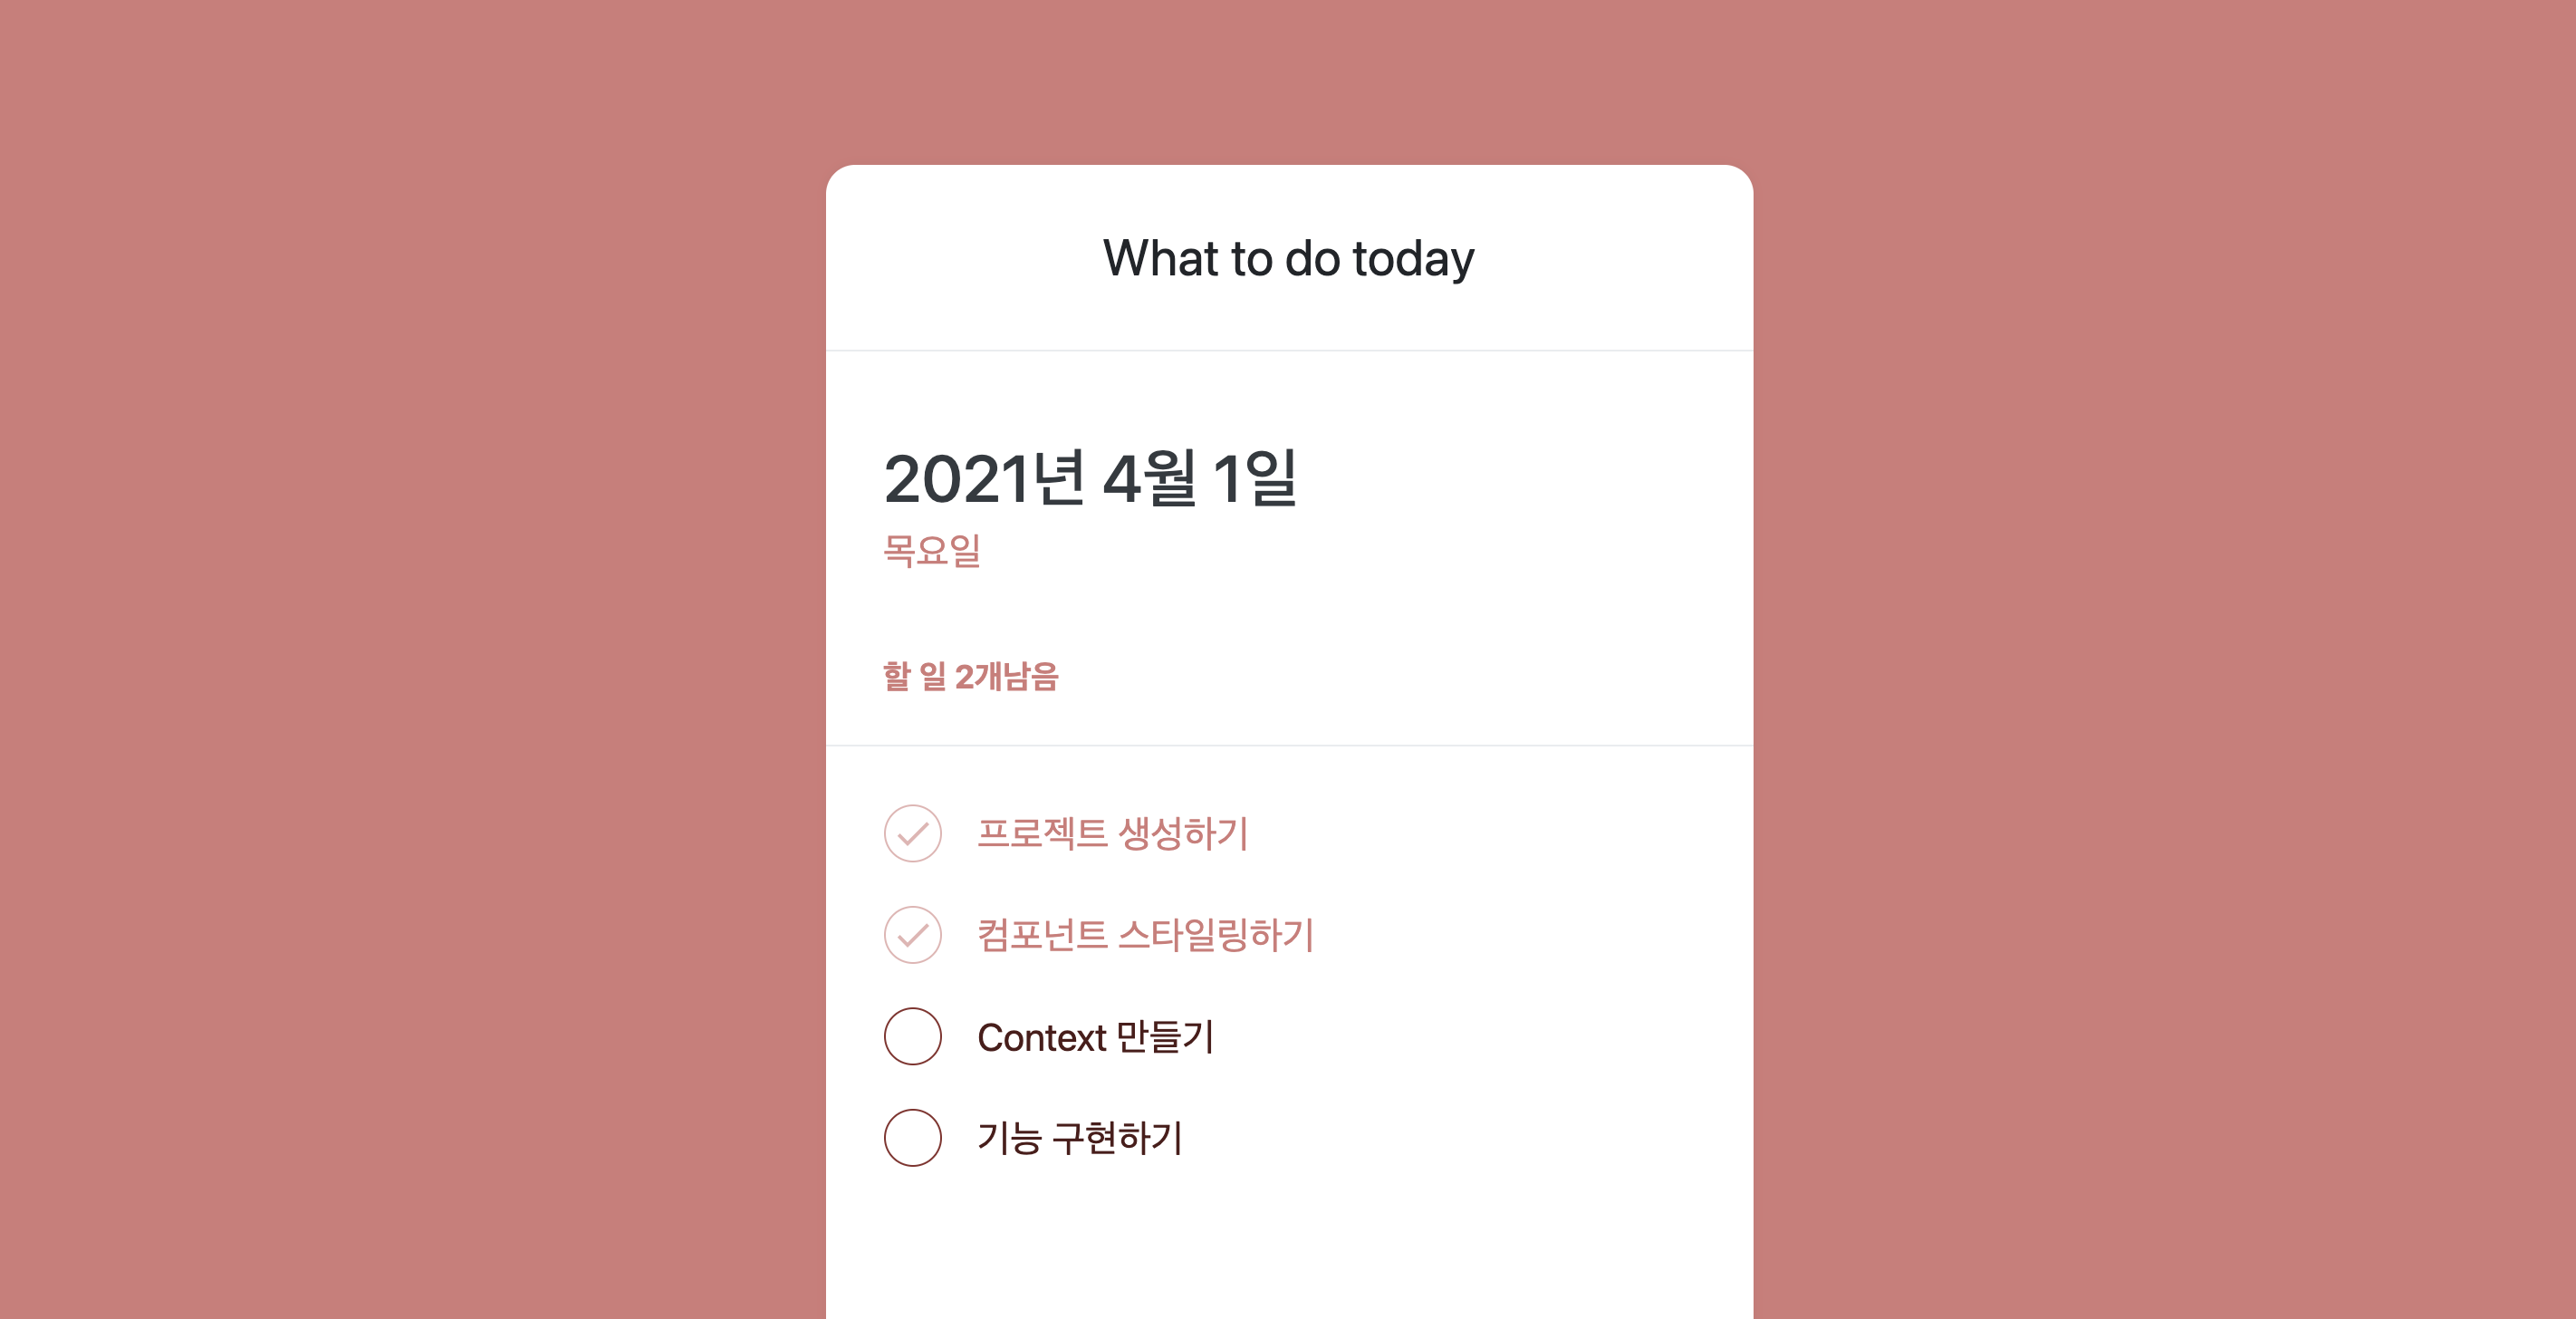 What to do today
2021년 4월 1일
목요일
할 일 2개남음
프로젝트 생성하기
컴포넌트 스타일링하기
Context 만들기
기능 구현하기